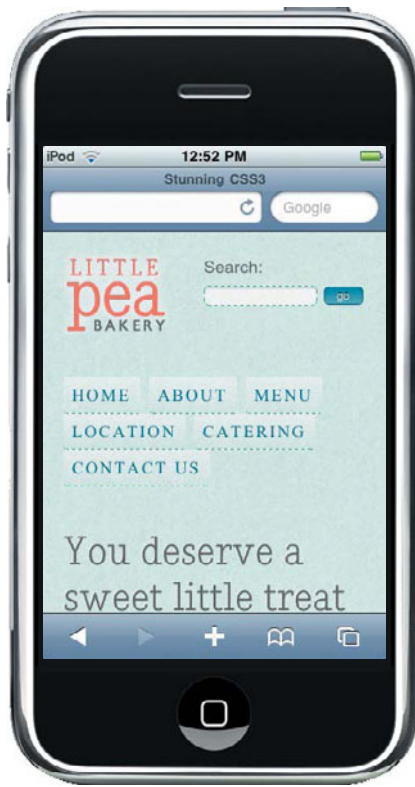 iPod 12:52 PM
Stunning CSS3
Google
LITTLE
pea
BAKERY
Search:
go
HOME ABOUT MENU
LOCATION CATERING
CONTACT US
You deserve a
sweet little treat